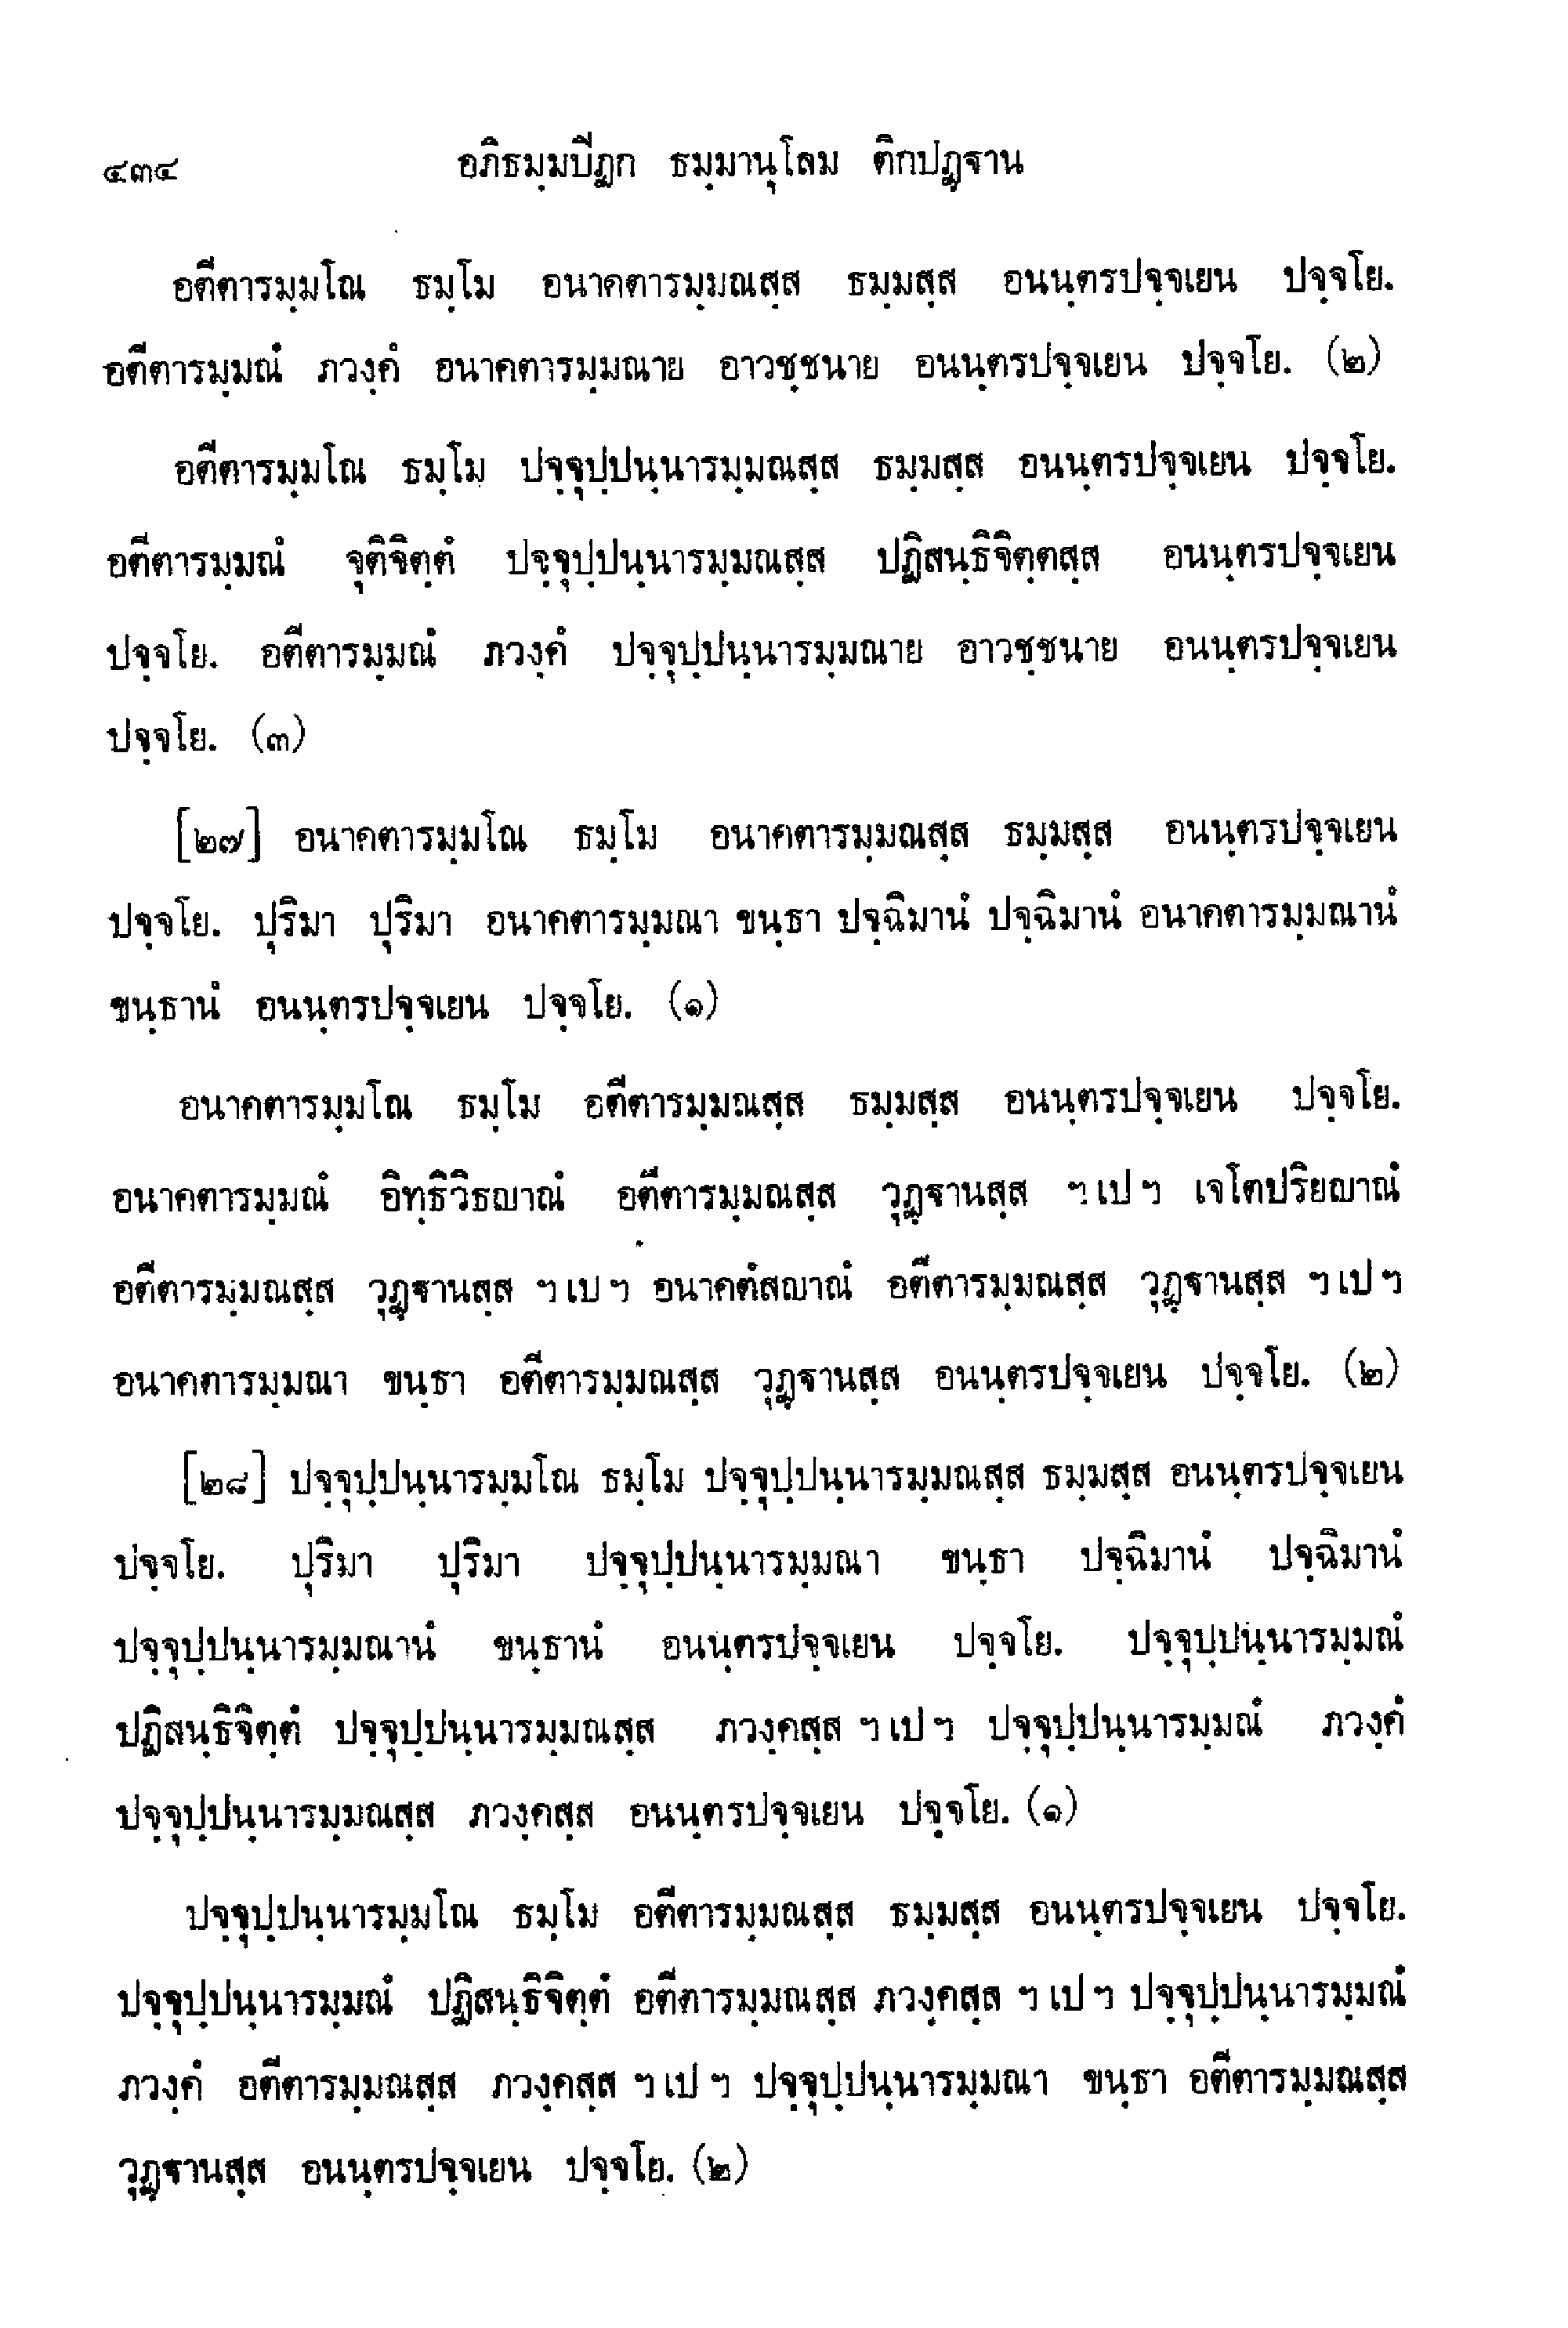 ๔๓๔ อภิธมฺมปีฏก ธมฺมานุโลม ติกปฏฺฐาน
อตีตารมฺมโณ ธมฺโม อนาคตารมฺมณสฺส ธมฺมสฺส อนนฺตรปจฺจเยน ปจฺจโย.
อตีตารมฺมณํ ภวงฺคํ อนาคตารมฺมณาย อาวชฺชนาย อนนฺตรปจฺจเยน ปจฺจโย. (๒)
อตีตารมฺมโณ ธมฺโม ปจฺจุปฺปนฺนารมฺมณสฺส ธมฺมสฺส อนนฺตรปจฺจเยน ปจฺจโย.
อตีตารมฺมณํ จุติจิตฺตํ ปจฺจุปฺปนฺนารมฺมณสฺส ปฏิสนฺธิจิตฺตสฺส อนนฺตรปจฺจเยน
ปจฺจโย. อตีตารมฺมณํ ภวงฺคํ ปจฺจุปฺปนฺนารมฺมณาย อาวชฺชนาย อนนฺตรปจฺจเยน
ปจฺจโย. (๓)
[๒๗] อนาคตารมฺมโณ ธมฺโม อนาคตารมฺมณสฺส ธมฺมสฺส อนนฺตรปจฺจเยน
ปจฺจโย. ปุริมา ปุริมา อนาคตารมฺมณา ขนฺธา ปจฺฉิมานํ ปจฺฉิมานํ อนาคตารมฺมณานํ
ขนฺธานํ อนนฺตรปจฺจเยน ปจฺจโย. (๑)
อนาคตารมฺมโณ ธมฺโม อตีตารมฺมณสฺส ธมฺมสฺส อนนฺตรปจฺจเยน ปจฺจโย.
อนาคตารมฺมณํ อิทฺธิวิธญาณํ อตีตารมฺมณสฺส วุฏฺฐานสฺส ฯ เป ฯ เจโตปริยญาณํ
อตีตารมฺมณสฺส วุฏฺฐานสฺส ฯ เป ฯ อนาคตํสญาณํ อตีตารมฺมณสฺส วุฏฺฐานสฺส ฯ เป ฯ
อนาคตารมฺมณา ขนฺธา อตีตารมฺมณสฺส วุฏฺฐานสฺส อนนฺตรปจฺจเยน ปจฺจโย. (๒)
[๒๘] ปจฺจุปฺปนฺนารมฺมโณ ธมฺโม ปจฺจุปฺปนฺนารมฺมณสฺส ธมฺมสฺส อนนฺตรปจฺจเยน
ปจฺจโย. ปุริมา ปุริมา ปจฺจุปฺปนฺนารมฺมณา ขนฺธา ปจฺฉิมานํ ปจฺฉิมานํ
ปจฺจุปฺปนฺนารมฺมณานํ ขนฺธานํ อนนฺตรปจฺจเยน ปจฺจโย. ปจฺจุปฺปนฺนารมฺมณํ
ปฏิสนฺธิจิตฺตํ ปจฺจุปฺปนฺนารมฺมณสฺส ภวงฺคสฺส ฯ เป ฯ ปจฺจุปฺปนฺนารมฺมณํ ภวงฺคํ
ปจฺจุปฺปนฺนารมฺมณสฺส ภวงฺคสฺส อนนฺตรปจฺจเยน ปจฺจโย. (๑)
ปจฺจุปฺปนฺนารมฺมโณ ธมฺโม อตีตารมฺมณสฺส ธมฺมสฺส อนนฺตรปจฺจเยน ปจฺจโย.
ปจฺจุปฺปนฺนารมฺมณํ ปฏิสนฺธิจิตฺตํ อตีตารมฺมณสฺส ภวงฺคสฺส ฯ เป ฯ ปจฺจุปฺปนฺนารมฺมณํ
ภวงฺคํ อตีตารมฺมณสฺส ภวงฺคสฺส ฯ เป ฯ ปจฺจุปฺปนฺนารมฺมณา ขนฺธา อตีตารมฺมณสฺส
วุฏฺฐานสฺส อนนฺตรปจฺจเยน ปจฺจโย. (๒)